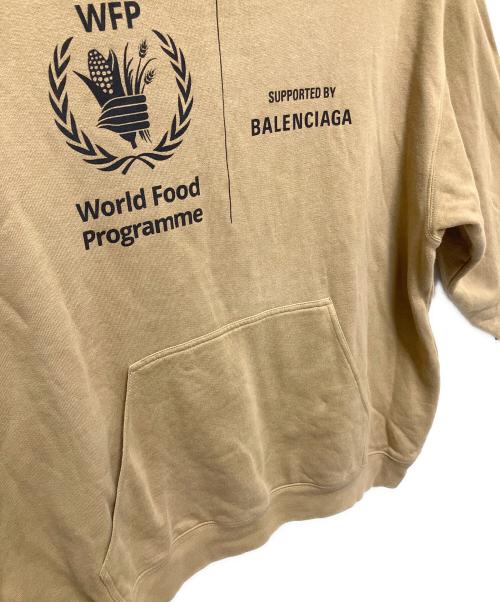 WFP
World Food
Programme
SUPPORTED BY
BALENCIAGA